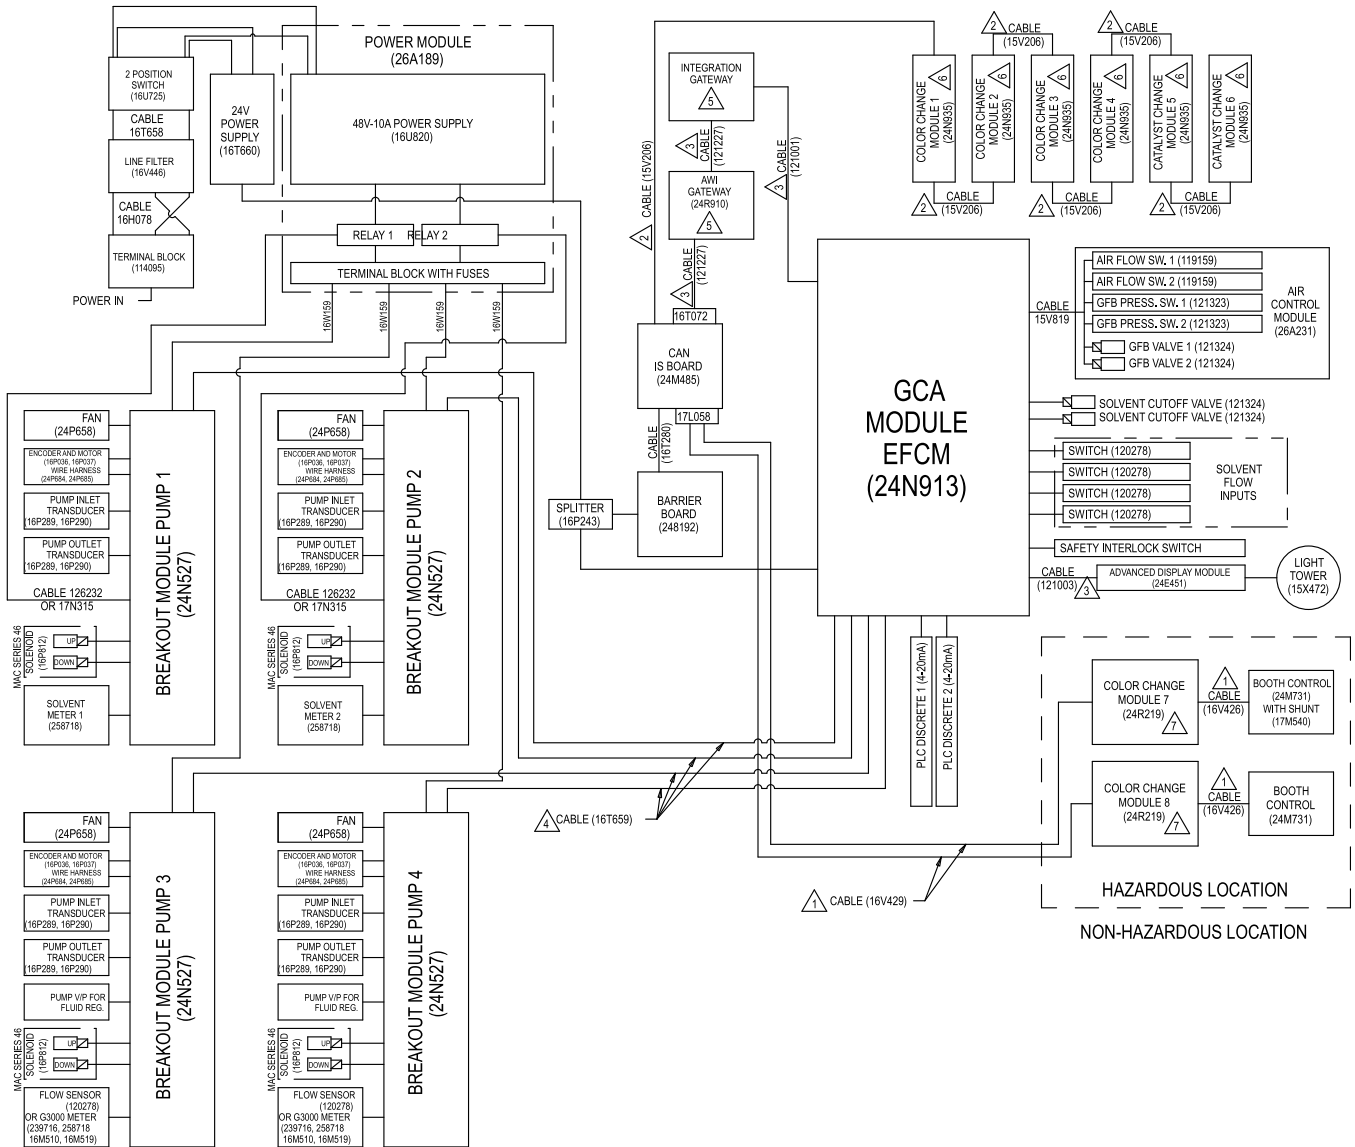 POWER MODULE
(26A189)
2 POSITION
SWITCH
(16U725)
CABLE
16T658
LINE FILTER
(16V446)
CABLE
16H078
TERMINAL BLOCK
(114095)
POWER IN
24V
POWER
SUPPLY
(16T660)
48V-10A POWER SUPPLY
(16U820)
RELAY 1
RELAY 2
TERMINAL BLOCK WITH FUSES
16W159
16W159
16W159
16W159
INTEGRATION
GATEWAY
5
3
CABLE
(121227)
AWI
GATEWAY
(24R910)
5
3
CABLE
(121227)
2
CABLE (15V206)
3
CABLE
(121001)
16T072
CAN
IS BOARD
(24M485)
17L058
CABLE
(16T280)
BARRIER
BOARD
(248192)
SPLITTER
(16P243)
2
CABLE
(15V206)
2
CABLE
(15V206)
COLOR CHANGE
MODULE 1
(24N935)
6
COLOR CHANGE
MODULE 2
(24N935)
6
COLOR CHANGE
MODULE 3
(24N935)
6
COLOR CHANGE
MODULE 4
(24N935)
6
CATALYST CHANGE
MODULE 5
(24N935)
6
CATALYST CHANGE
MODULE 6
(24N935)
6
2
CABLE
(15V206)
2
CABLE
(15V206)
2
CABLE
(15V206)
GCA
MODULE
EFCM
(24N913)
CABLE
15V819
AIR FLOW SW. 1 (119159)
AIR FLOW SW. 2 (119159)
GFB PRESS. SW. 1 (121323)
GFB PRESS. SW. 2 (121323)
GFB VALVE 1 (121324)
GFB VALVE 2 (121324)
AIR
CONTROL
MODULE
(26A231)
SOLVENT CUTOFF VALVE (121324)
SOLVENT CUTOFF VALVE (121324)
SWITCH (120278)
SWITCH (120278)
SWITCH (120278)
SWITCH (120278)
SOLVENT
FLOW
INPUTS
SAFETY INTERLOCK SWITCH
CABLE
(121003)
3
ADVANCED DISPLAY MODULE
(24E451)
LIGHT
TOWER
(15X472)
PLC DISCRETE 1 (4-20mA)
PLC DISCRETE 2 (4-20mA)
COLOR CHANGE
MODULE 7
(24R219)
7
1
CABLE
(16V426)
BOOTH CONTROL
(24M731)
WITH SHUNT
(17M540)
COLOR CHANGE
MODULE 8
(24R219)
7
1
CABLE
(16V426)
BOOTH
CONTROL
(24M731)
HAZARDOUS LOCATION
NON-HAZARDOUS LOCATION
4
CABLE (16T659)
1
CABLE (16V429)
FAN
(24P658)
ENCODER AND MOTOR
(16P036, 16P037)
WIRE HARNESS
(24P684, 24P685)
PUMP INLET
TRANSDUCER
(16P289, 16P290)
PUMP OUTLET
TRANSDUCER
(16P289, 16P290)
CABLE 126232
OR 17N315
MAC SERIES 46
SOLENOID
(16P812)
UP
DOWN
SOLVENT
METER 1
(258718)
BREAKOUT MODULE PUMP 1
(24N527)
FAN
(24P658)
ENCODER AND MOTOR
(16P036, 16P037)
WIRE HARNESS
(24P684, 24P685)
PUMP INLET
TRANSDUCER
(16P289, 16P290)
PUMP OUTLET
TRANSDUCER
(16P289, 16P290)
CABLE 126232
OR 17N315
MAC SERIES 46
SOLENOID
(16P812)
UP
DOWN
SOLVENT
METER 2
(258718)
BREAKOUT MODULE PUMP 2
(24N527)
FAN
(24P658)
ENCODER AND MOTOR
(16P036, 16P037)
WIRE HARNESS
(24P684, 24P685)
PUMP INLET
TRANSDUCER
(16P289, 16P290)
PUMP OUTLET
TRANSDUCER
(16P289, 16P290)
PUMP V/P FOR
FLUID REG.
MAC SERIES 46
SOLENOID
(16P812)
UP
DOWN
FLOW SENSOR
(120278)
OR G3000 METER
(239716, 258718
16M510, 16M519)
BREAKOUT MODULE PUMP 3
(24N527)
FAN
(24P658)
ENCODER AND MOTOR
(16P036, 16P037)
WIRE HARNESS
(24P684, 24P685)
PUMP INLET
TRANSDUCER
(16P289, 16P290)
PUMP OUTLET
TRANSDUCER
(16P289, 16P290)
PUMP V/P FOR
FLUID REG.
MAC SERIES 46
SOLENOID
(16P812)
UP
DOWN
FLOW SENSOR
(120278)
OR G3000 METER
(239716, 258718
16M510, 16M519)
BREAKOUT MODULE PUMP 4
(24N527)